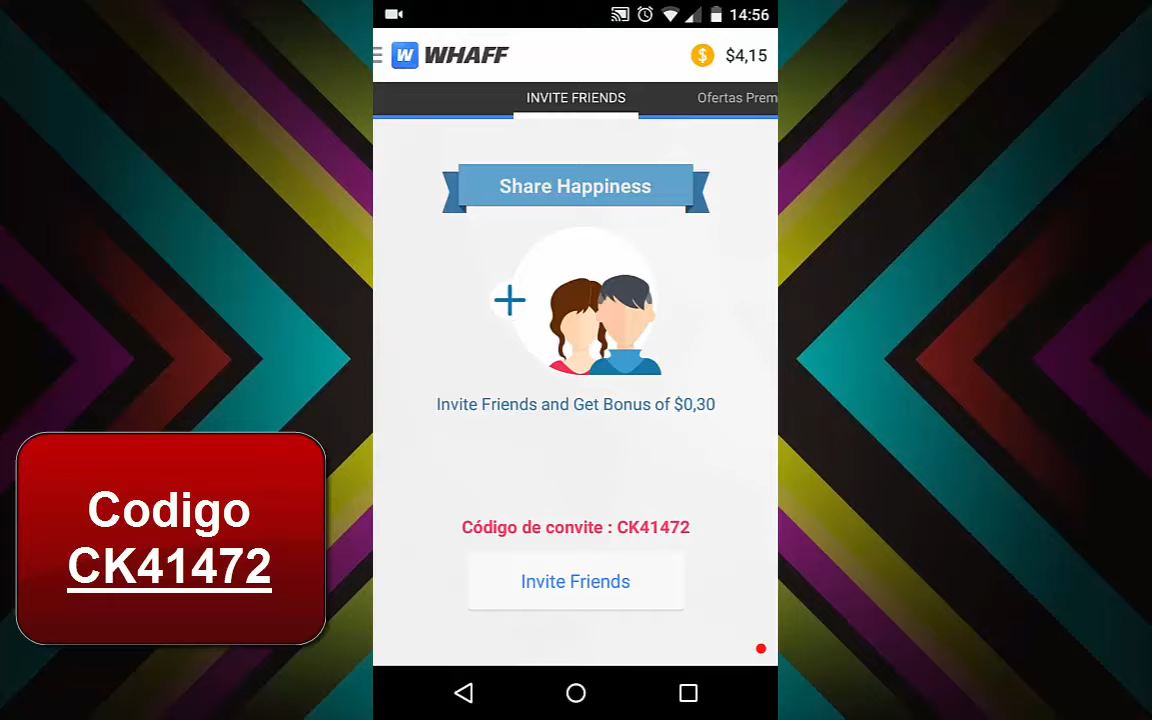 14:56
W WHAFF
$ $4,15
INVITE FRIENDS
Ofertas Prem
Share Happiness
Invite Friends and Get Bonus of $0,30
Código de convite : CK41472
Invite Friends
Codigo
CK41472